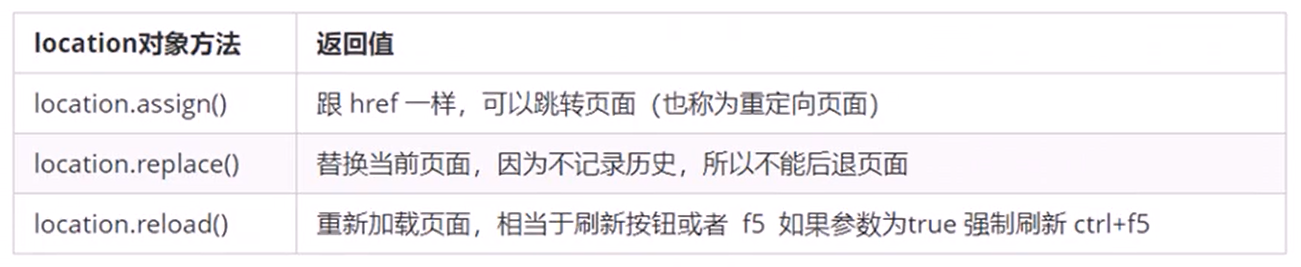 location对象方法 返回值
location.assign() 跟 href 一样，可以跳转页面（也称为重定向页面）
location.replace() 替换当前页面，因为不记录历史，所以不能后退页面
location.reload() 重新加载页面，相当于刷新按钮或者 f5 如果参数为true 强制刷新 ctrl+f5